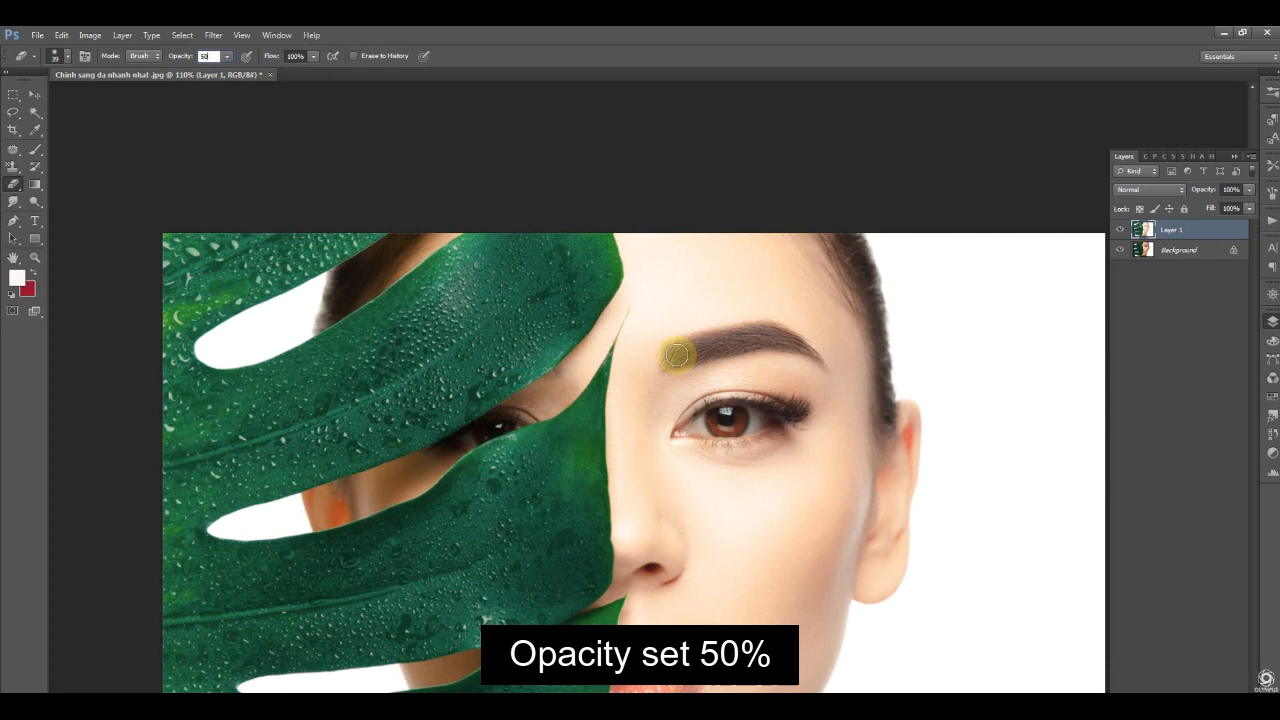 Ps File Edit Image Layer Type Select Filter View Window Help
39 Mode: Brush Opacity: 50 Flow: 100% Erase to History Essentials
Chinh sang da nhanh nhat .jpg @ 110% (Layer 1, RGB/8#) * ×
Layers C P C S S H A H
Kind
Normal Opacity: 100%
Lock: Fill: 100%
Layer 1
Background
Opacity set 50%
OLYMPUS